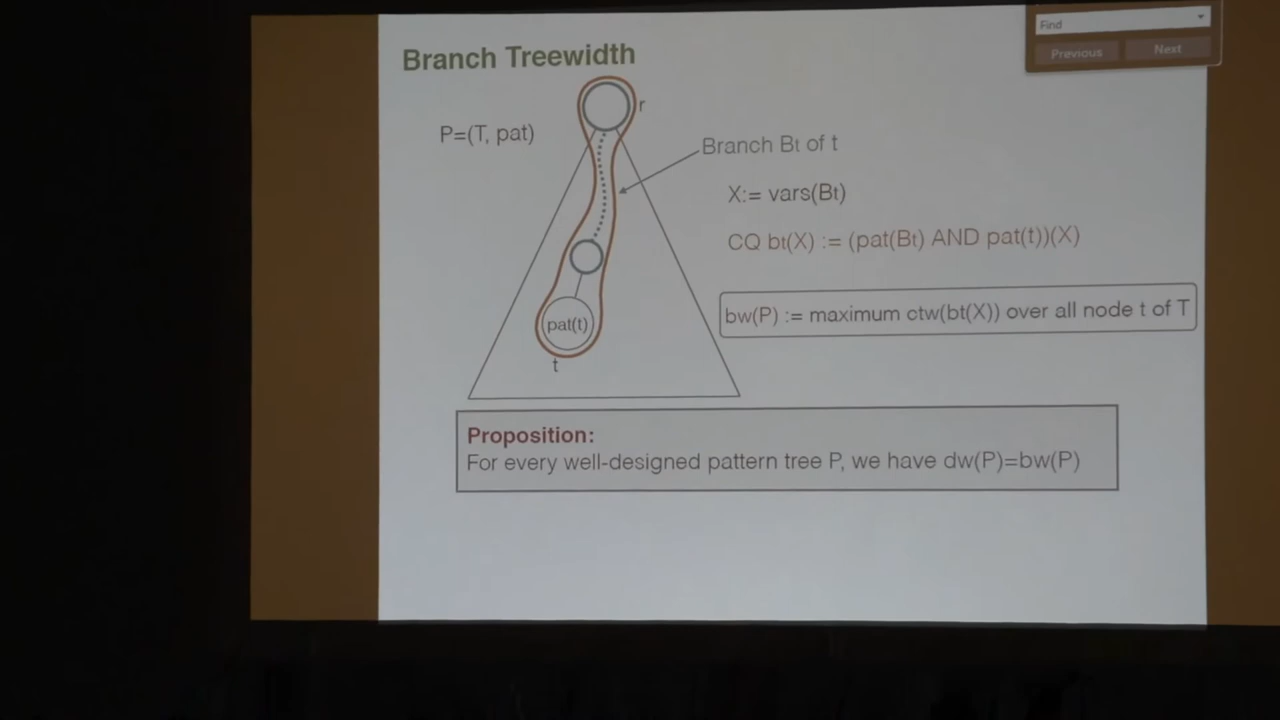 Find
Previous Next
Branch Treewidth
r
P=(T, pat)
Branch Bt of t
X:= vars(Bt)
CQ bt(X) := (pat(Bt) AND pat(t))(X)
bw(P) := maximum ctw(bt(X)) over all node t of T
pat(t)
t
Proposition:
For every well-designed pattern tree P, we have dw(P)=bw(P)